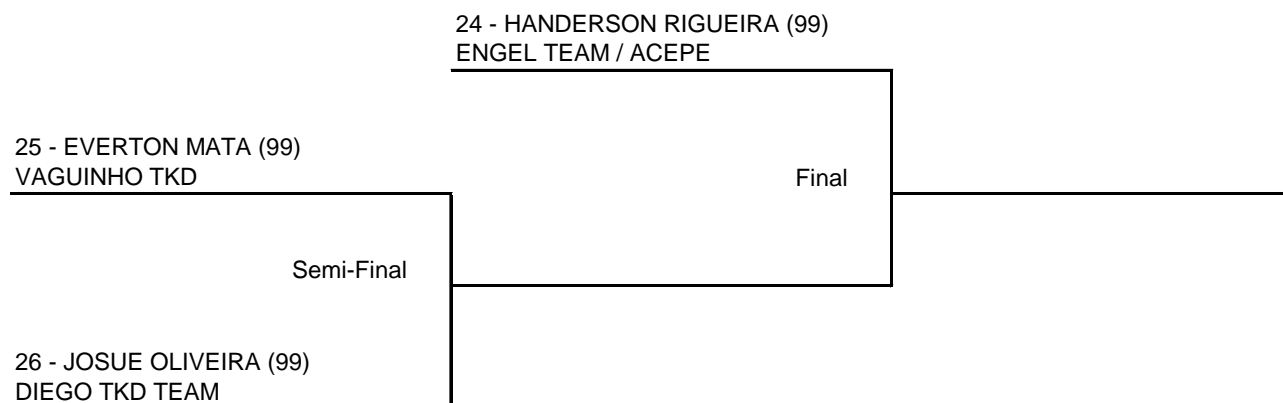 24 - HANDERSON RIGUEIRA (99)
ENGEL TEAM / ACEPE
25 - EVERTON MATA (99)
VAGUINHO TKD
Final
Semi-Final
26 - JOSUE OLIVEIRA (99)
DIEGO TKD TEAM